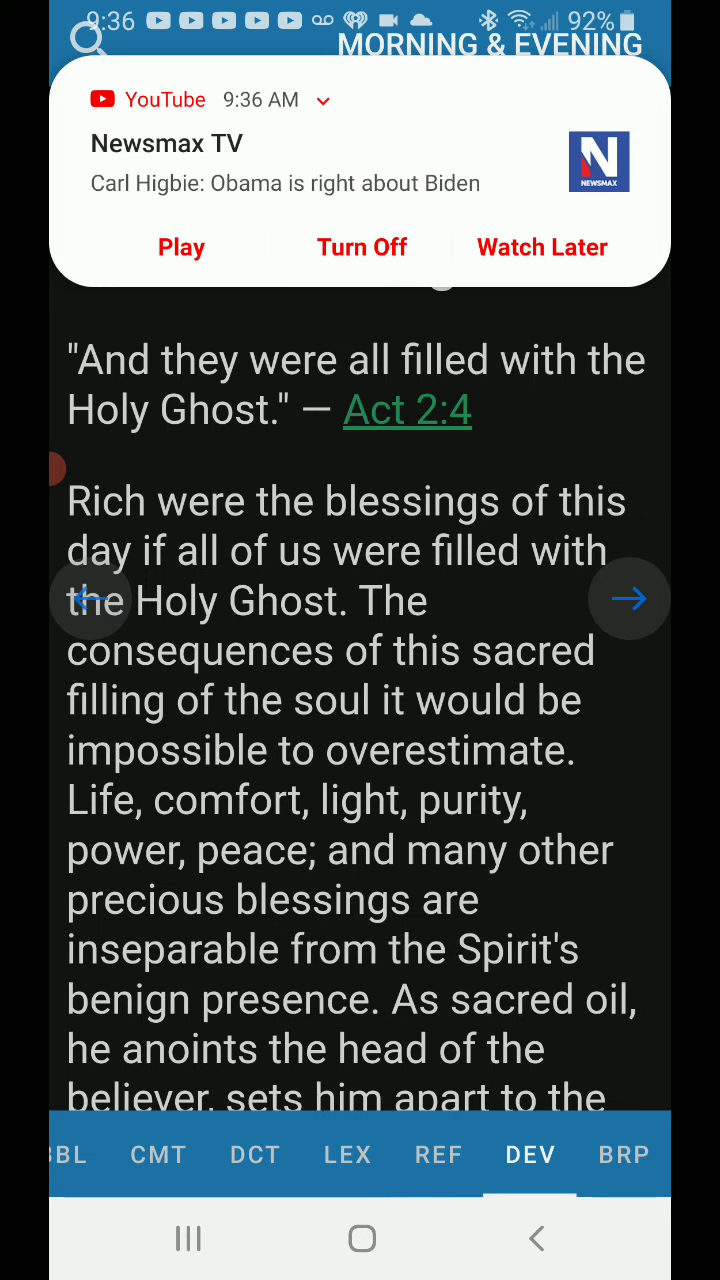 9:36
92%
MORNING & EVENING
YouTube 9:36 AM
Newsmax TV
Carl Higbie: Obama is right about Biden
N
NEWSMAX
Play Turn Off Watch Later
"And they were all filled with the
Holy Ghost." — Act 2:4
Rich were the blessings of this
day if all of us were filled with
the Holy Ghost. The
consequences of this sacred
filling of the soul it would be
impossible to overestimate.
Life, comfort, light, purity,
power, peace; and many other
precious blessings are
inseparable from the Spirit's
benign presence. As sacred oil,
he anoints the head of the
believer, sets him apart to the
BL CMT DCT LEX REF DEV BRP